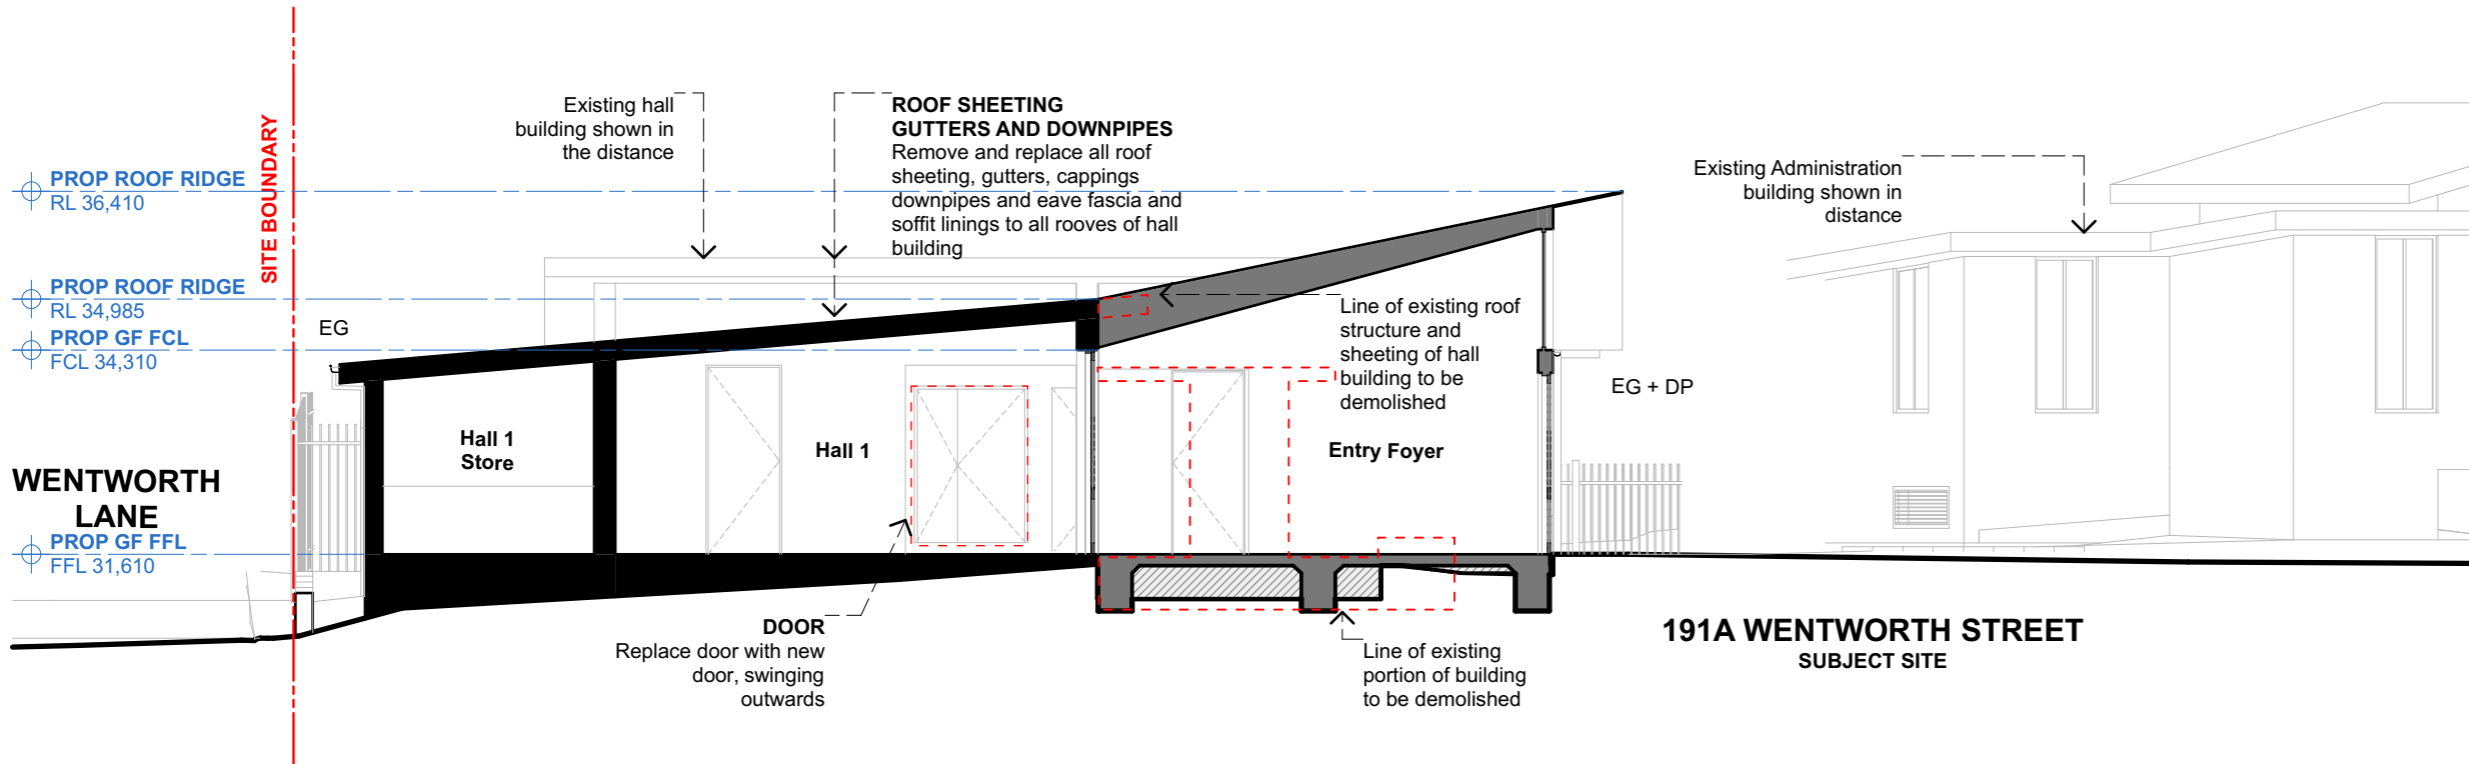 Existing hall
building shown in
the distance
ROOF SHEETING
GUTTERS AND DOWNPIPES
Remove and replace all roof
sheeting, gutters, cappings
downpipes and eave fascia and
soffit linings to all rooves of hall
building
Existing Administration
building shown in
distance
SITE BOUNDARY
PROP ROOF RIDGE
RL 36,410
PROP ROOF RIDGE
RL 34,985
PROP GF FCL
FCL 34,310
EG
Line of existing roof
structure and
sheeting of hall
building to be
demolished
EG + DP
Hall 1
Store
Hall 1
Entry Foyer
WENTWORTH
LANE
PROP GF FFL
FFL 31,610
DOOR
Replace door with new
door, swinging
outwards
Line of existing
portion of building
to be demolished
191A WENTWORTH STREET
SUBJECT SITE